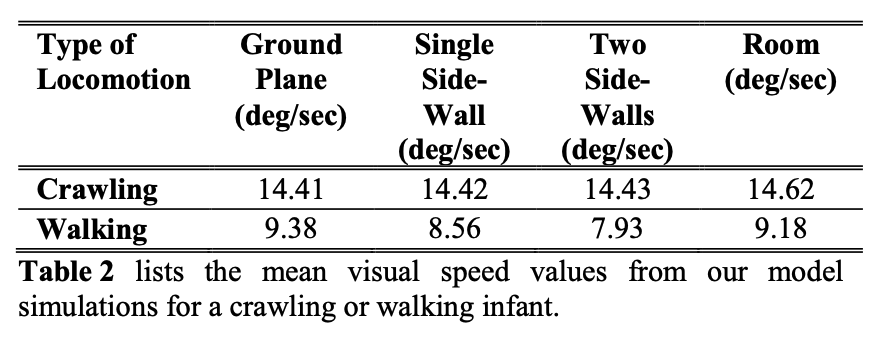 Type of Locomotion Ground Plane (deg/sec) Single Side-Wall (deg/sec) Two Side-Walls (deg/sec) Room (deg/sec)
Crawling 14.41 14.42 14.43 14.62
Walking 9.38 8.56 7.93 9.18
Table 2 lists the mean visual speed values from our model
simulations for a crawling or walking infant.